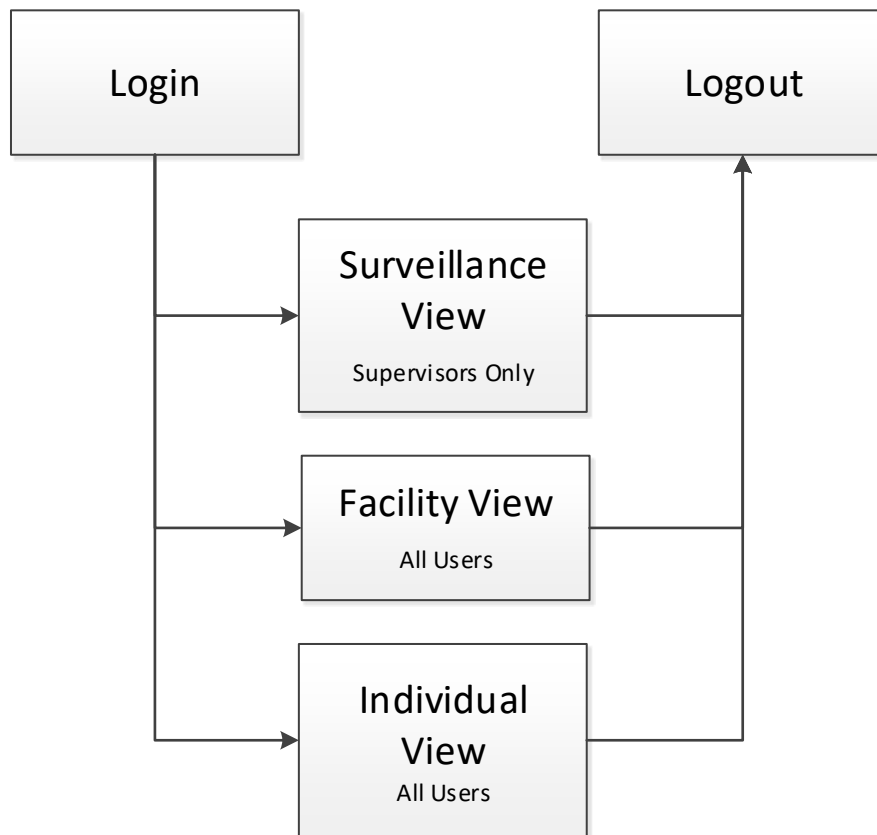 Login
Logout
Surveillance
View
Supervisors Only
Facility View
All Users
Individual
View
All Users